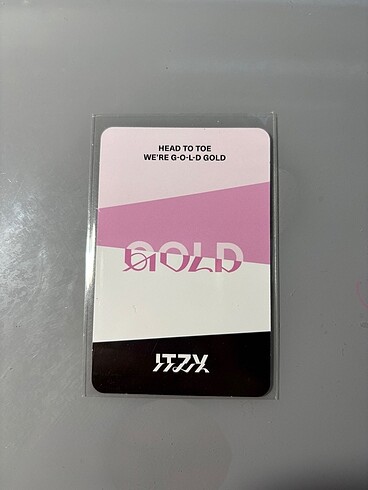 HEAD TO TOE
WE'RE G-O-L-D GOLD
GOLD
ITZY